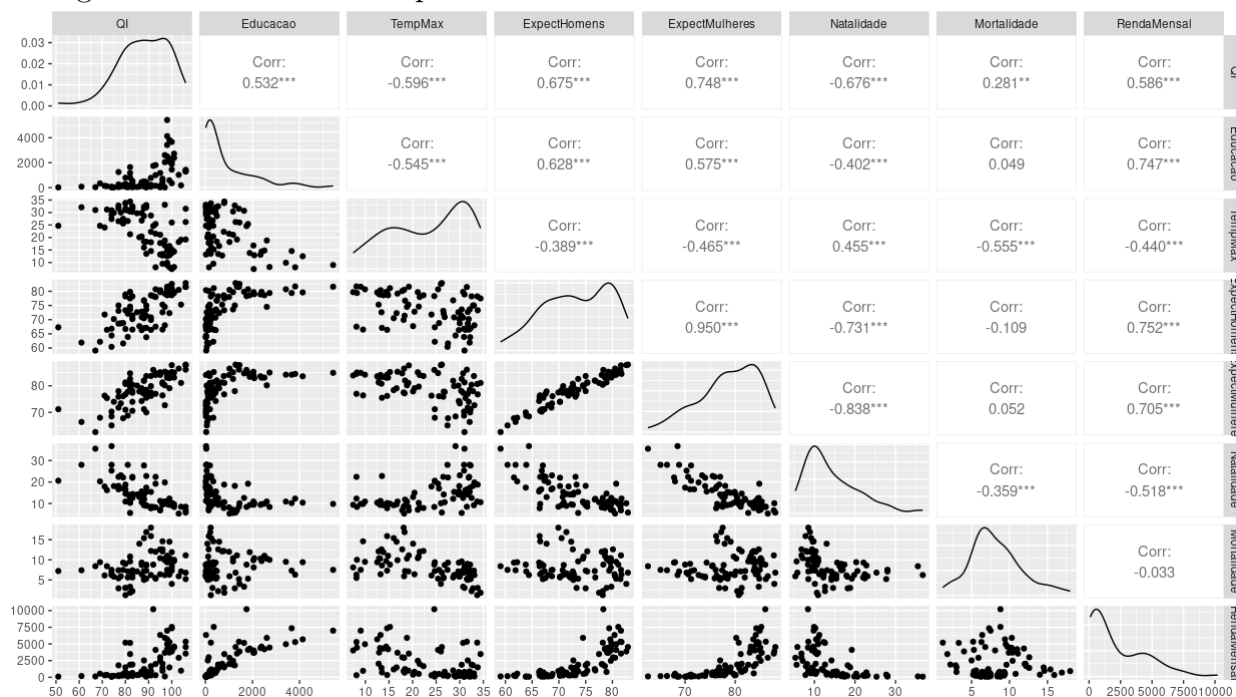 QI Educacao TempMax ExpectHomens ExpectMulheres Natalidade Mortalidade RendaMensal
0.03
0.02
0.01
0.00
Corr: Corr: Corr: Corr: Corr: Corr: Corr:
0.532*** -0.596*** 0.675*** 0.748*** -0.676*** 0.281** 0.586***
QI
4000
2000
0
Corr: Corr: Corr: Corr: Corr: Corr:
-0.545*** 0.628*** 0.575*** -0.402*** 0.049 0.747***
Educacao
35
30
25
20
15
10
Corr: Corr: Corr: Corr: Corr:
-0.389*** -0.465*** 0.455*** -0.555*** -0.440***
TempMax
80
75
70
65
60
Corr: Corr: Corr: Corr:
0.950*** -0.731*** -0.109 0.752***
80
70
Corr: Corr: Corr:
-0.838*** 0.052 0.705***
30
20
10
Corr: Corr:
-0.359*** -0.518***
Natalidade
15
10
5
Corr:
-0.033
Mortalidade
10000
7500
5000
2500
0
50 60 70 80 90 100 0 2000 4000 10 15 20 25 30 35 60 65 70 75 80 70 80 10 20 30 5 10 15 0 2500 5000 7500 10000